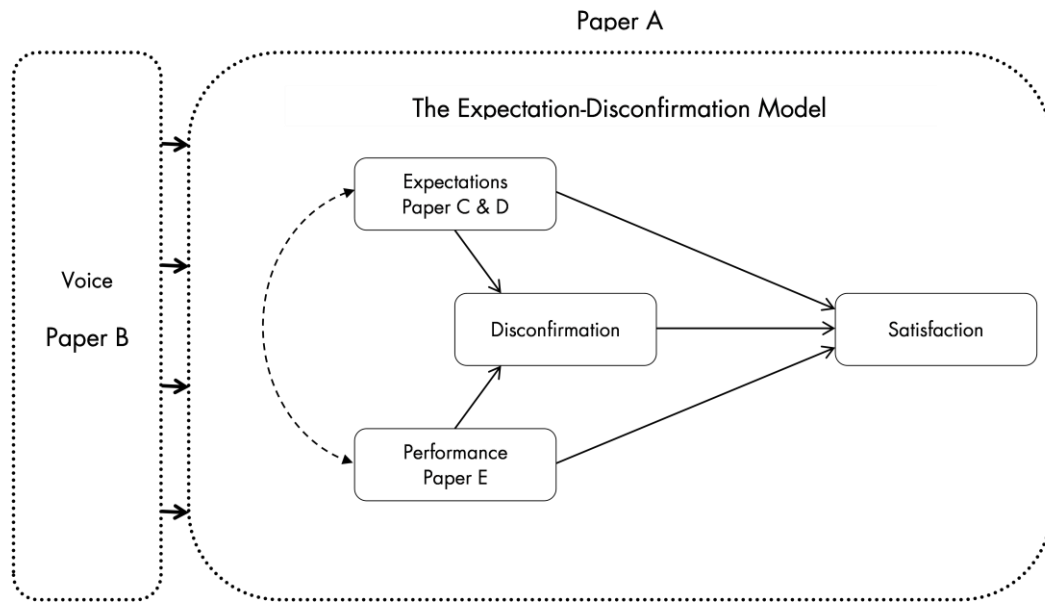 Paper A
The Expectation-Disconfirmation Model
Expectations
Paper C & D
Voice
Paper B
Disconfirmation
Satisfaction
Performance
Paper E